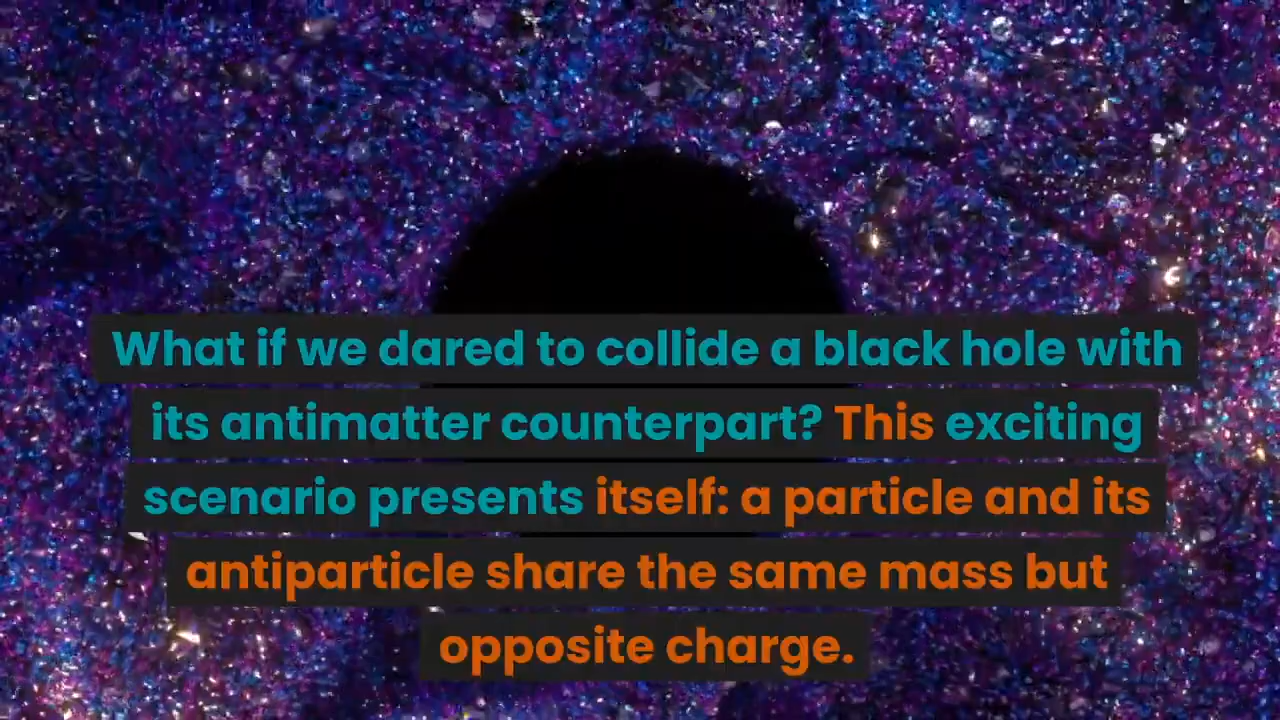 What if we dared to collide a black hole with
its antimatter counterpart? This exciting
scenario presents itself: a particle and its
antiparticle share the same mass but
opposite charge.